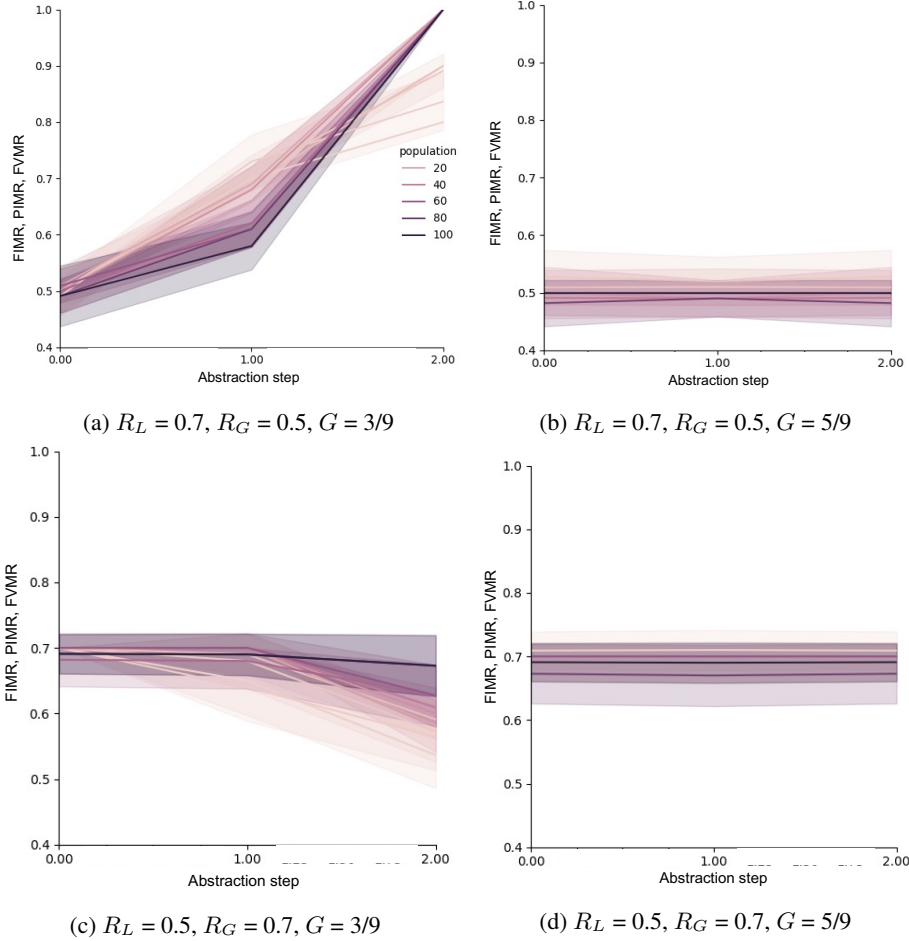 1.0
0.9
0.8
0.7
0.6
0.5
0.4
FIMR, PIMR, FVMR
population
20
40
60
80
100
0.00 1.00 2.00
Abstraction step
(a) R_L = 0.7, R_G = 0.5, G = 3/9
1.0
0.9
0.8
0.7
0.6
0.5
0.4
FIMR, PIMR, FVMR
0.00 1.00 2.00
Abstraction step
(b) R_L = 0.7, R_G = 0.5, G = 5/9
1.0
0.9
0.8
0.7
0.6
0.5
0.4
FIMR, PIMR, FVMR
0.00 1.00 2.00
Abstraction step
(c) R_L = 0.5, R_G = 0.7, G = 3/9
1.0
0.9
0.8
0.7
0.6
0.5
0.4
FIMR, PIMR, FVMR
0.00 1.00 2.00
Abstraction step
(d) R_L = 0.5, R_G = 0.7, G = 5/9